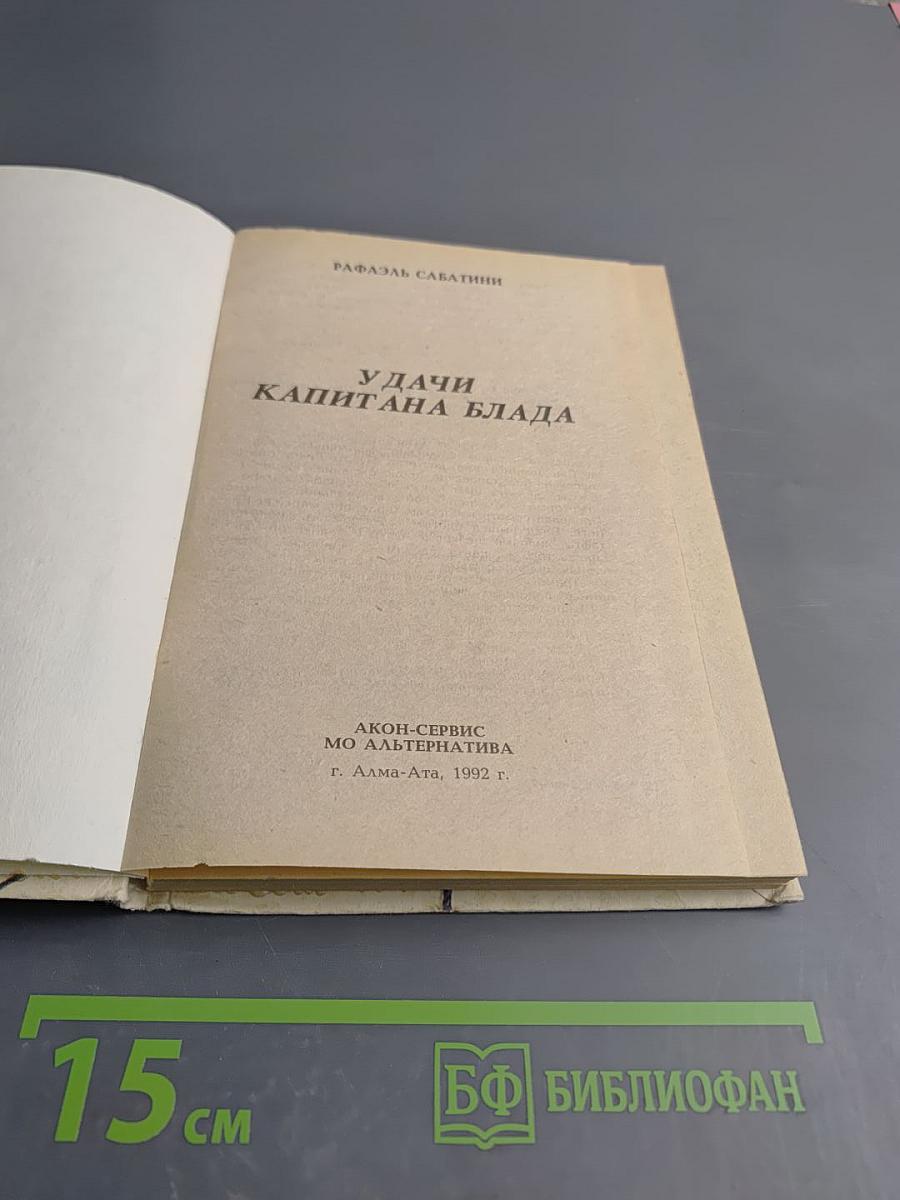 РАФАЭЛЬ САБАТИНИ
УДАЧИ
КАПИТАНА БЛАДА
АКОН-СЕРВИС
МО АЛЬТЕРНАТИВА
г. Алма-Ата, 1992 г.
15 см
БФ БИБЛИОФАН